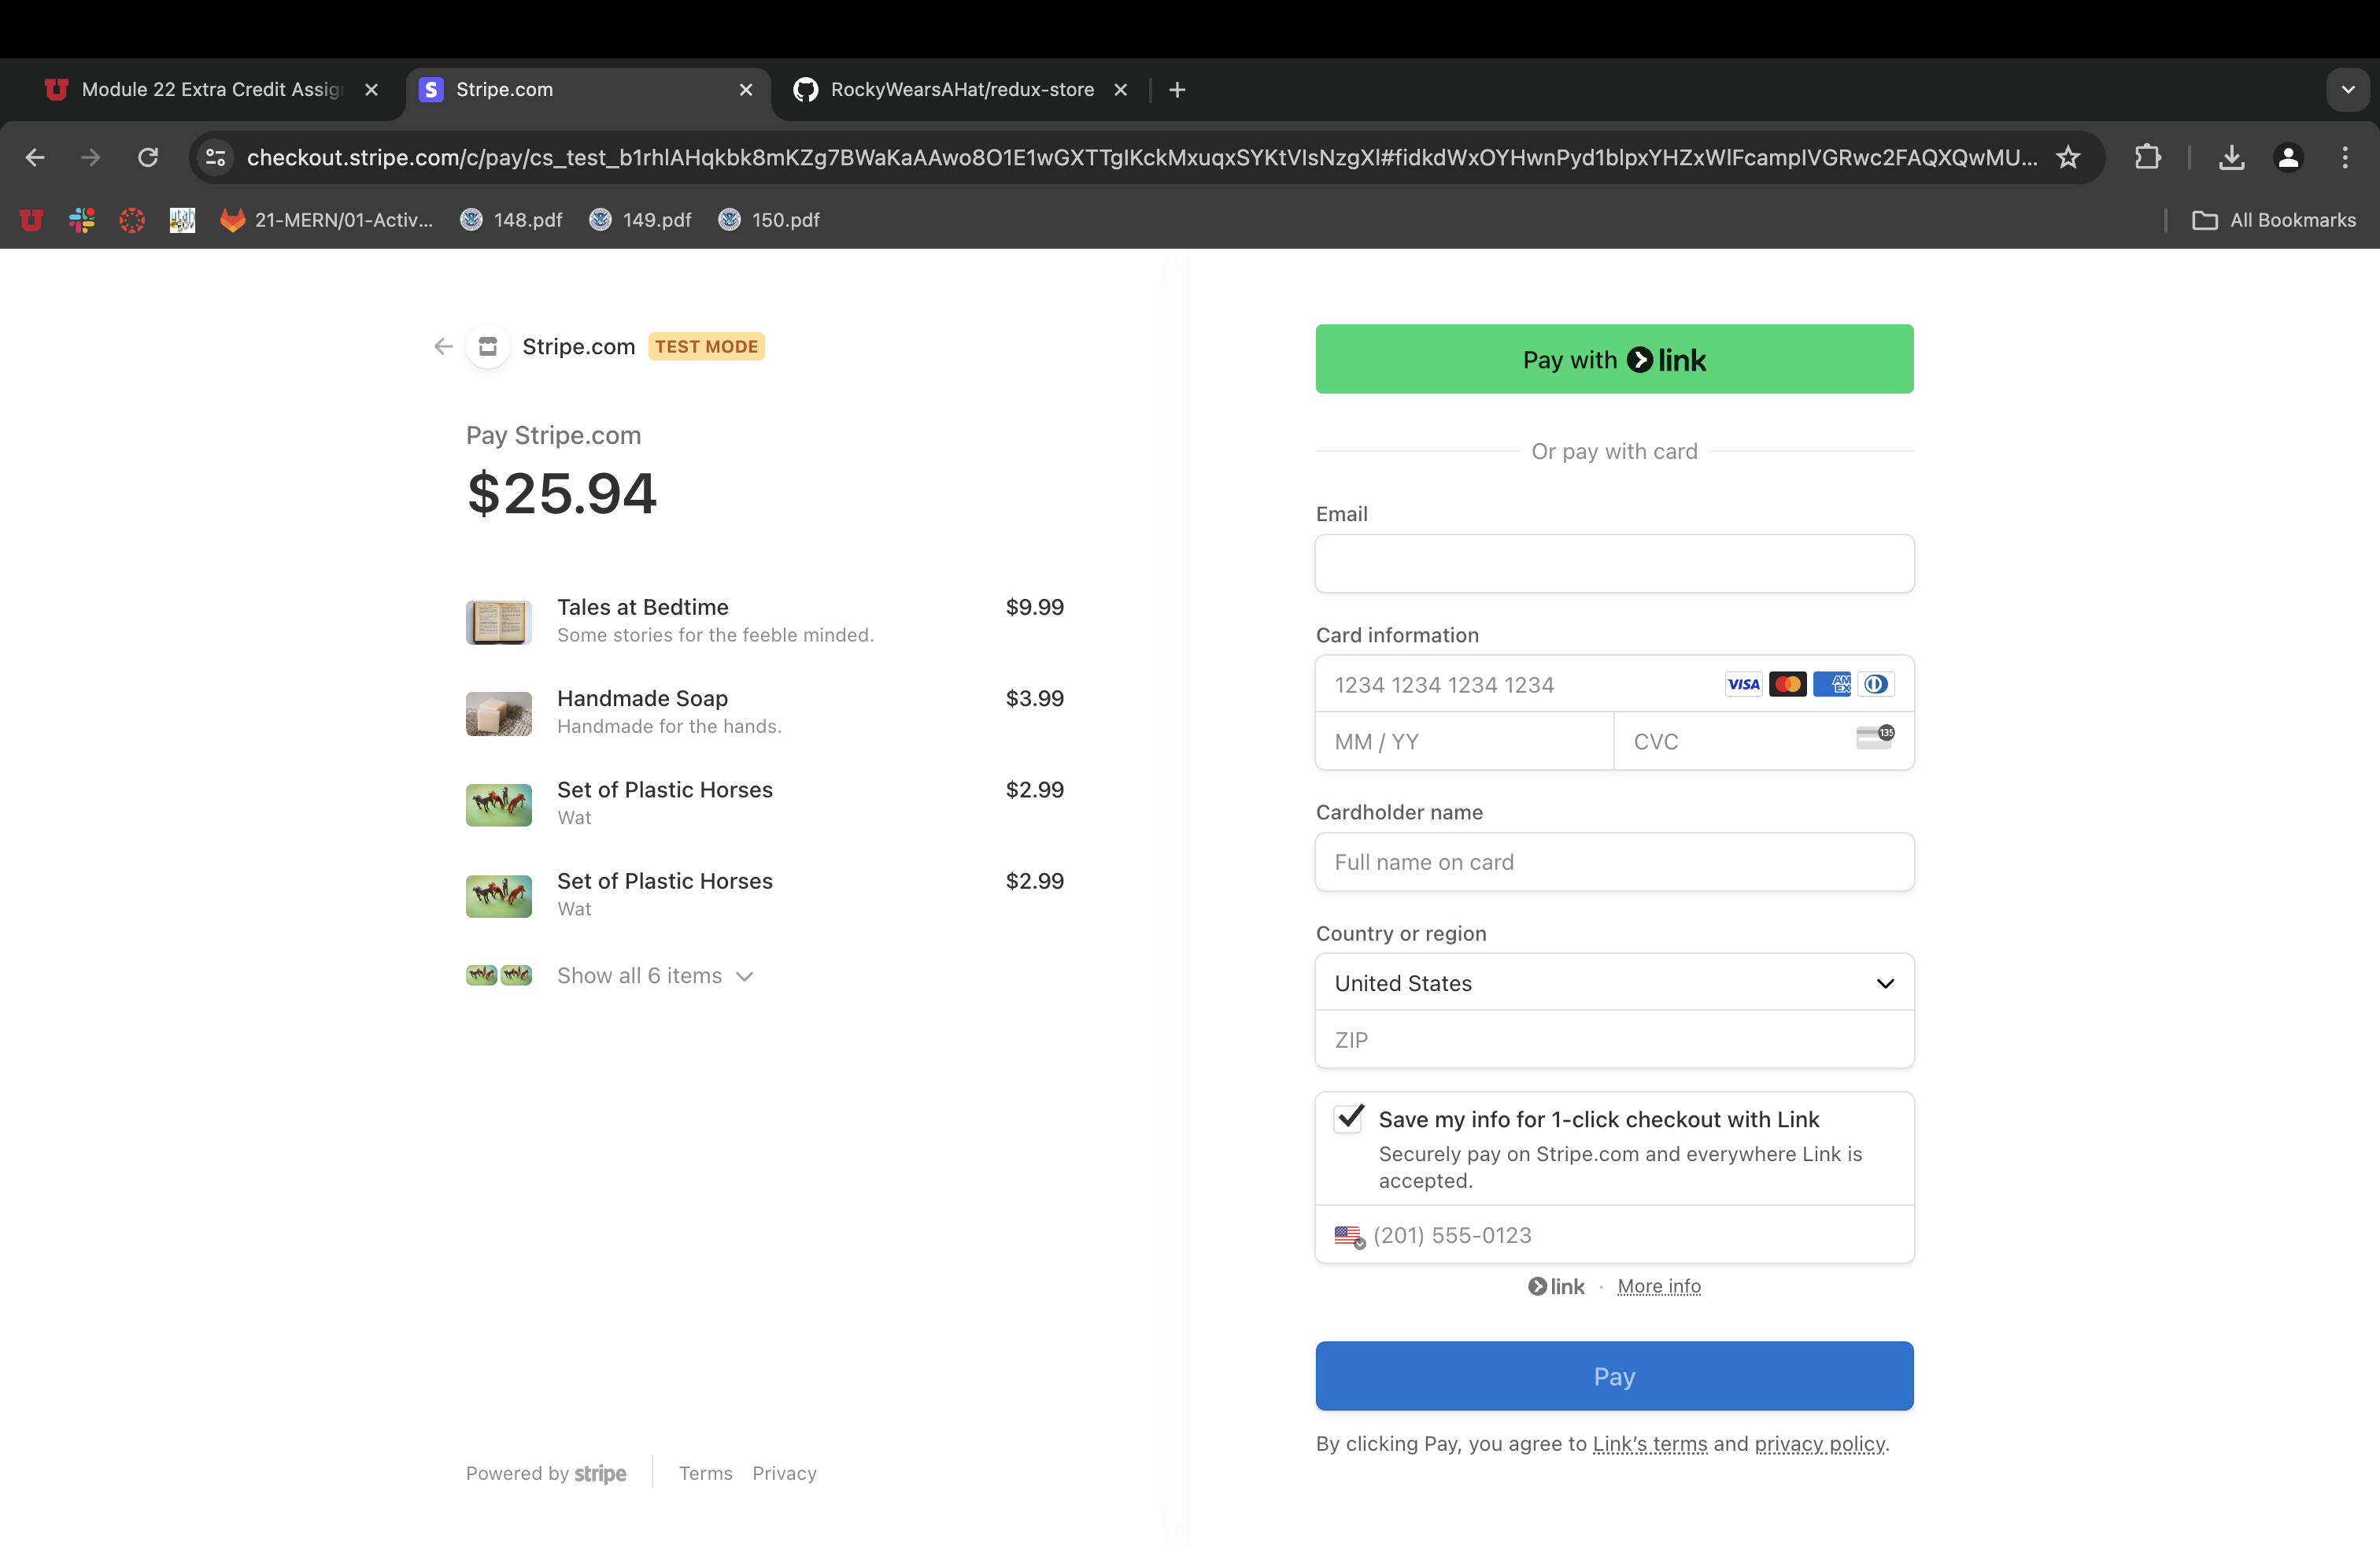 Module 22 Extra Credit Assig
Stripe.com
RockyWearsAHat/redux-store
checkout.stripe.com/c/pay/cs_test_b1rhlAHqkbk8mKZg7BWaKaAAwo8O1E1wGXTTgIKckMxuqxSYKtVIsNzgXl#fidkdWxOYHwnPyd1blpxYHZxWlFcampIVGRwc2FAQXQwMU...
21-MERN/01-Activ...
148.pdf
149.pdf
150.pdf
All Bookmarks
Stripe.com TEST MODE
Pay Stripe.com
$25.94
Tales at Bedtime $9.99
Some stories for the feeble minded.
Handmade Soap $3.99
Handmade for the hands.
Set of Plastic Horses $2.99
Wat
Set of Plastic Horses $2.99
Wat
Show all 6 items
Powered by stripe Terms Privacy
Pay with link
Or pay with card
Email
Card information
1234 1234 1234 1234 VISA AM EX
MM / YY CVC 135
Cardholder name
Full name on card
Country or region
United States
ZIP
Save my info for 1-click checkout with Link
Securely pay on Stripe.com and everywhere Link is
accepted.
(201) 555-0123
link · More info
Pay
By clicking Pay, you agree to Link's terms and privacy policy.